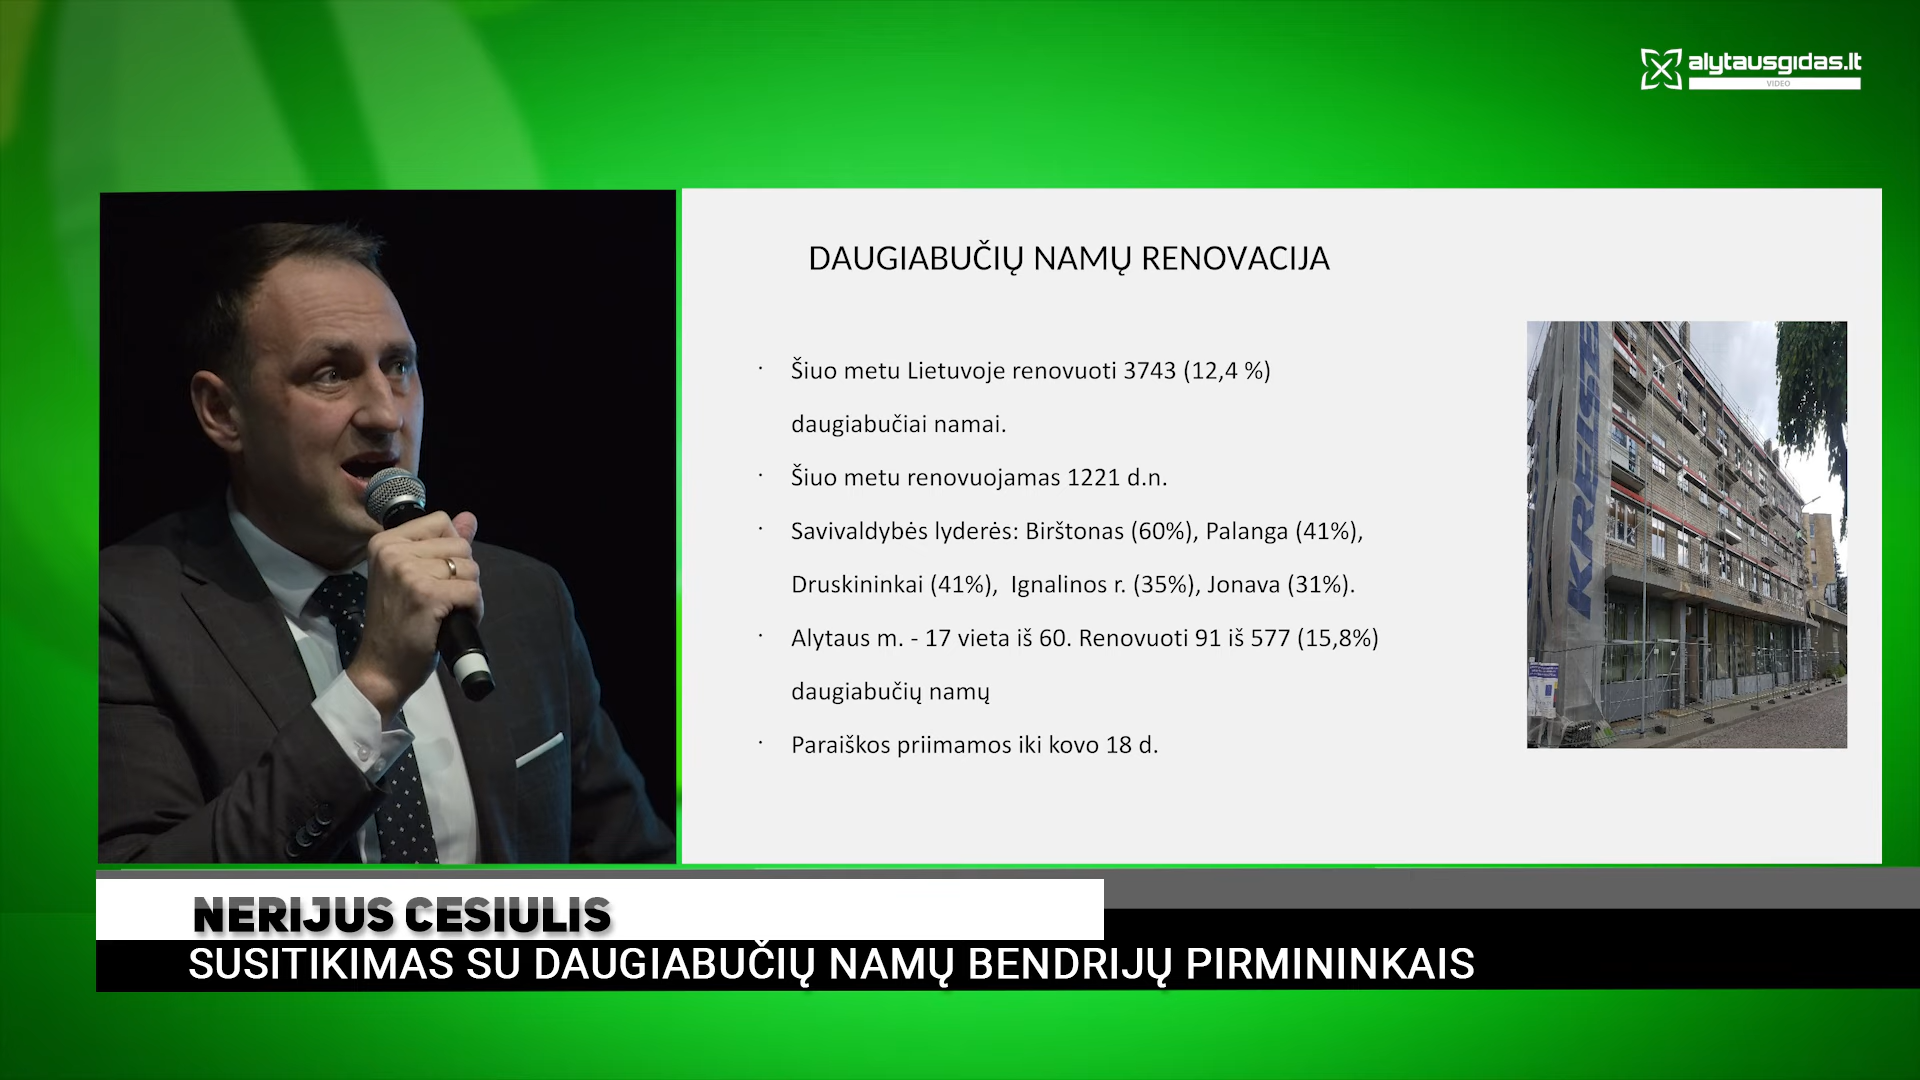 alytausgidas.lt
VIDEO
DAUGIABUČIŲ NAMŲ RENOVACIJA
· Šiuo metu Lietuvoje renovuoti 3743 (12,4 %)
daugiabučiai namai.
· Šiuo metu renovuojamas 1221 d.n.
· Savivaldybės lyderės: Birštonas (60%), Palanga (41%),
Druskininkai (41%), Ignalinos r. (35%), Jonava (31%).
· Alytaus m. - 17 vieta iš 60. Renovuoti 91 iš 577 (15,8%)
daugiabučių namų
· Paraiškos priimamos iki kovo 18 d.
KREISEL
NERIJUS CESIULIS
SUSITIKIMAS SU DAUGIABUČIŲ NAMŲ BENDRIJŲ PIRMININKAIS